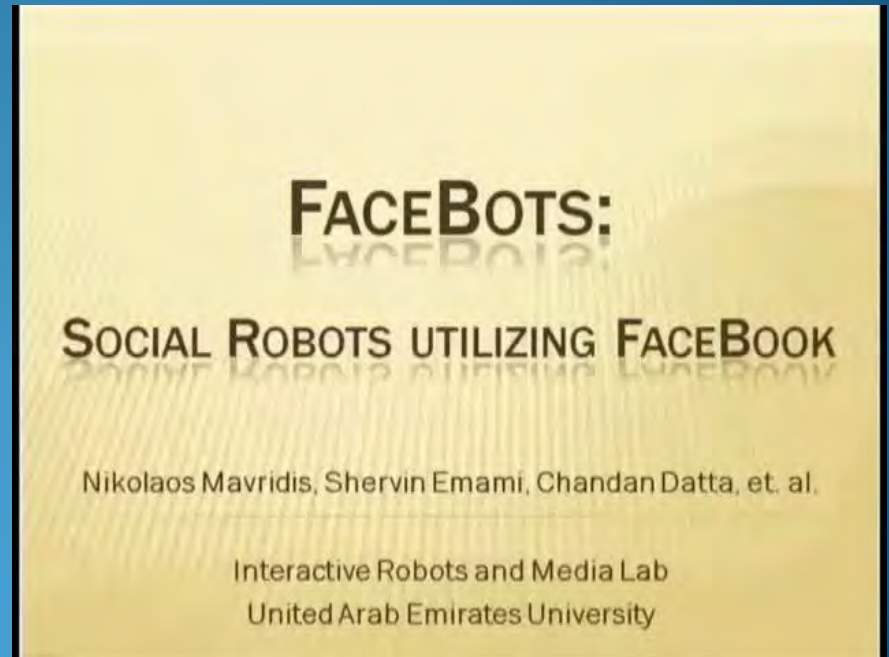 FACEBOTS:
SOCIAL ROBOTS UTILIZING FACEBOOK
Nikolaos Mavridis, Shervin Emami, Chandan Datta, et. al.
Interactive Robots and Media Lab
United Arab Emirates University